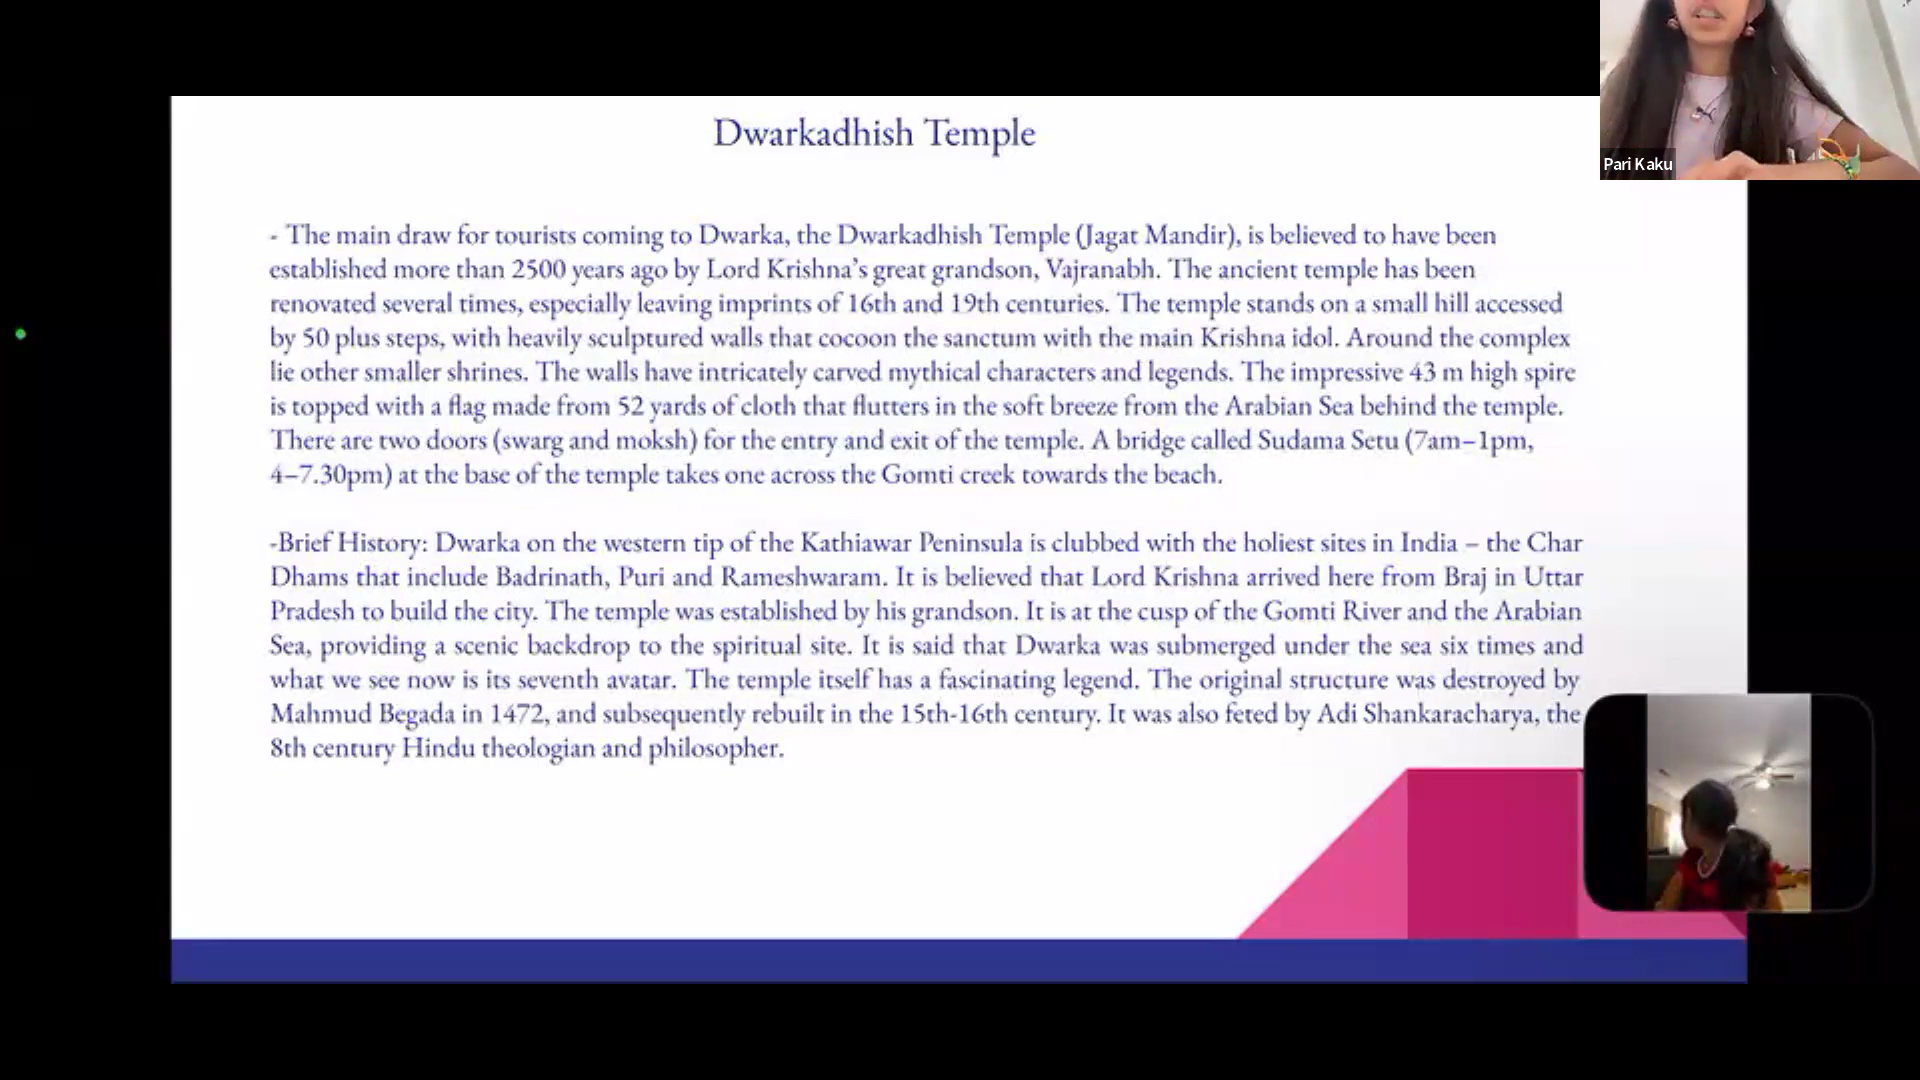 Dwarkadhish Temple
Pari Kaku
- The main draw for tourists coming to Dwarka, the Dwarkadhish Temple (Jagat Mandir), is believed to have been
established more than 2500 years ago by Lord Krishna's great grandson, Vajranabh. The ancient temple has been
renovated several times, especially leaving imprints of 16th and 19th centuries. The temple stands on a small hill accessed
by 50 plus steps, with heavily sculptured walls that cocoon the sanctum with the main Krishna idol. Around the complex
lie other smaller shrines. The walls have intricately carved mythical characters and legends. The impressive 43 m high spire
is topped with a flag made from 52 yards of cloth that flutters in the soft breeze from the Arabian Sea behind the temple.
There are two doors (swarg and moksh) for the entry and exit of the temple. A bridge called Sudama Setu (7am–1pm,
4–7.30pm) at the base of the temple takes one across the Gomti creek towards the beach.
-Brief History: Dwarka on the western tip of the Kathiawar Peninsula is clubbed with the holiest sites in India – the Char
Dhams that include Badrinath, Puri and Rameshwaram. It is believed that Lord Krishna arrived here from Braj in Uttar
Pradesh to build the city. The temple was established by his grandson. It is at the cusp of the Gomti River and the Arabian
Sea, providing a scenic backdrop to the spiritual site. It is said that Dwarka was submerged under the sea six times and
what we see now is its seventh avatar. The temple itself has a fascinating legend. The original structure was destroyed by
Mahmud Begada in 1472, and subsequently rebuilt in the 15th-16th century. It was also feted by Adi Shankaracharya, the
8th century Hindu theologian and philosopher.